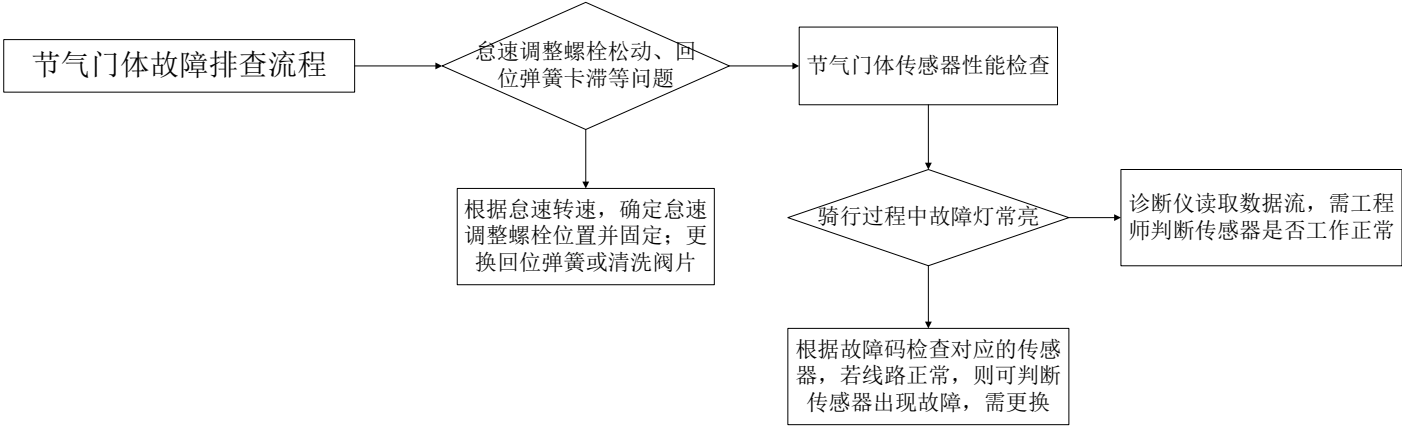 节气门体故障排查流程
怠速调整螺栓松动、回
位弹簧卡滞等问题
节气门体传感器性能检查
根据怠速转速，确定怠速
调整螺栓位置并固定；更
换回位弹簧或清洗阀片
骑行过程中故障灯常亮
诊断仪读取数据流，需工程
师判断传感器是否工作正常
根据故障码检查对应的传感
器，若线路正常，则可判断
传感器出现故障，需更换